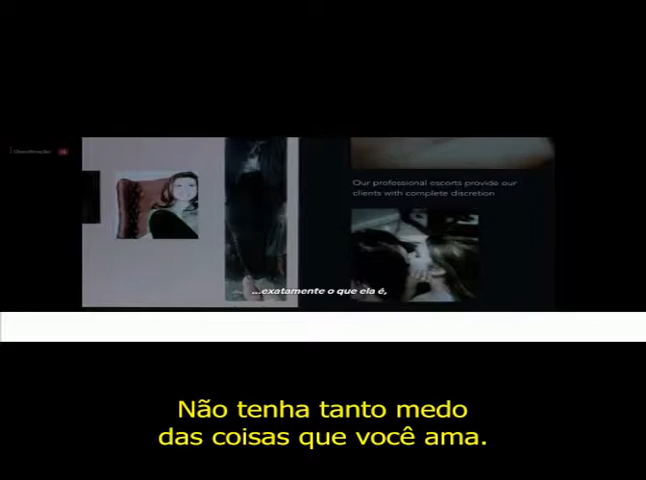 Our professional escorts provide our
clients with complete discretion
...exatamente o que ela é,
Não tenha tanto medo
das coisas que você ama.